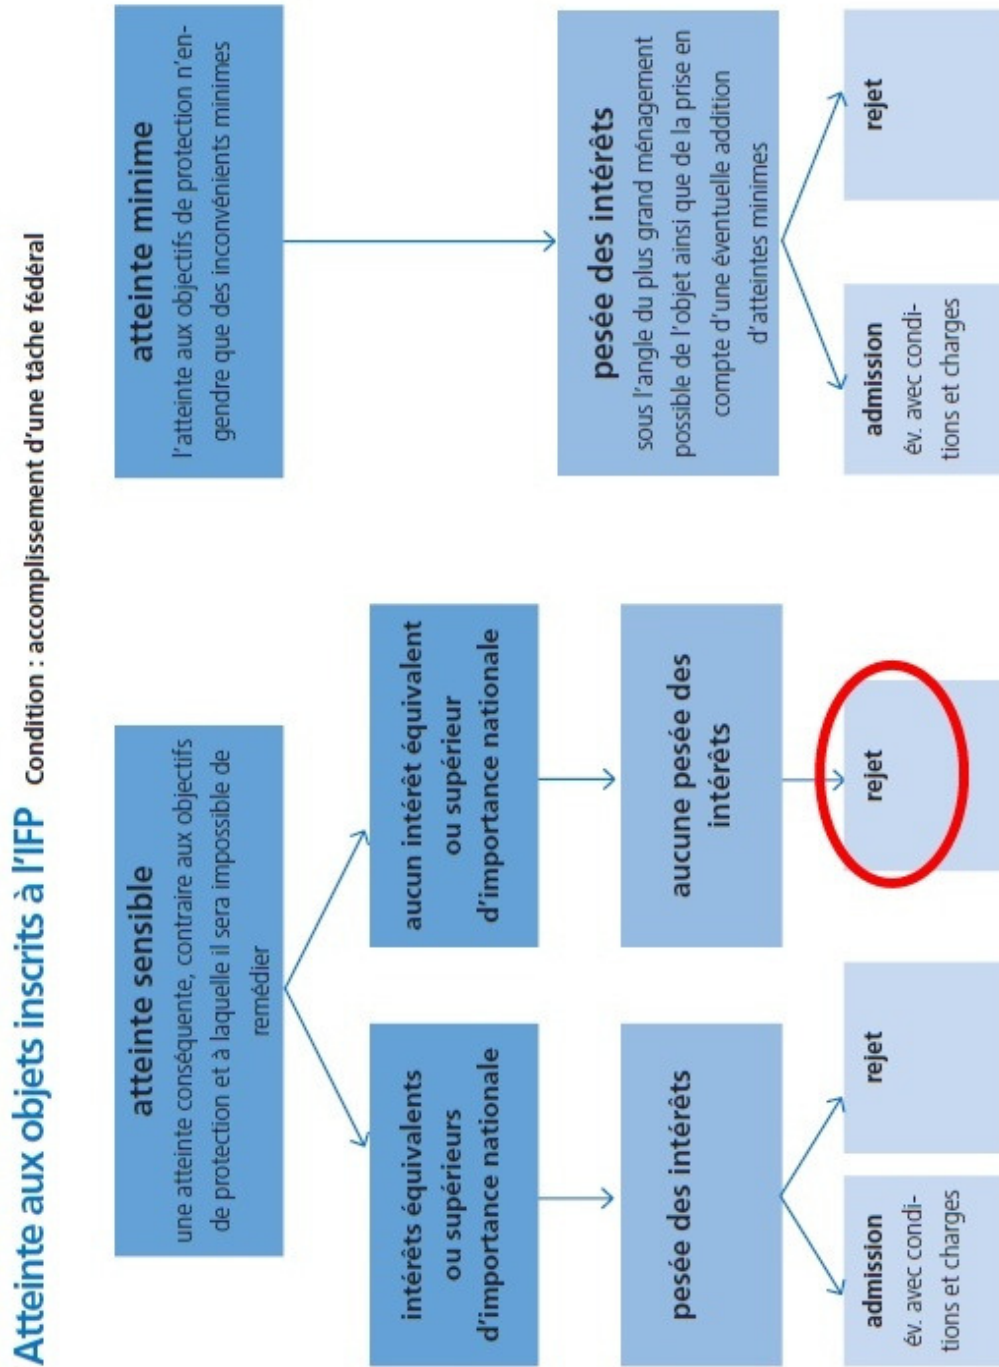 Atteinte aux objets inscrits à l'IFP Condition : accomplissement d'une tâche fédéral
atteinte sensible
une atteinte conséquente, contraire aux objectifs
de protection et à laquelle il sera impossible de
remédier
atteinte minime
l'atteinte aux objectifs de protection n'en-
gendre que des inconvénients minimes
intérêts équivalents
ou supérieurs
d'importance nationale
aucun intérêt équivalent
ou supérieur
d'importance nationale
pesée des intérêts
aucune pesée des
intérêts
pesée des intérêts
sous l'angle du plus grand ménagement
possible de l'objet ainsi que de la prise en
compte d'une éventuelle addition
d'atteintes minimes
admission
év. avec condi-
tions et charges
rejet
rejet
admission
év. avec condi-
tions et charges
rejet